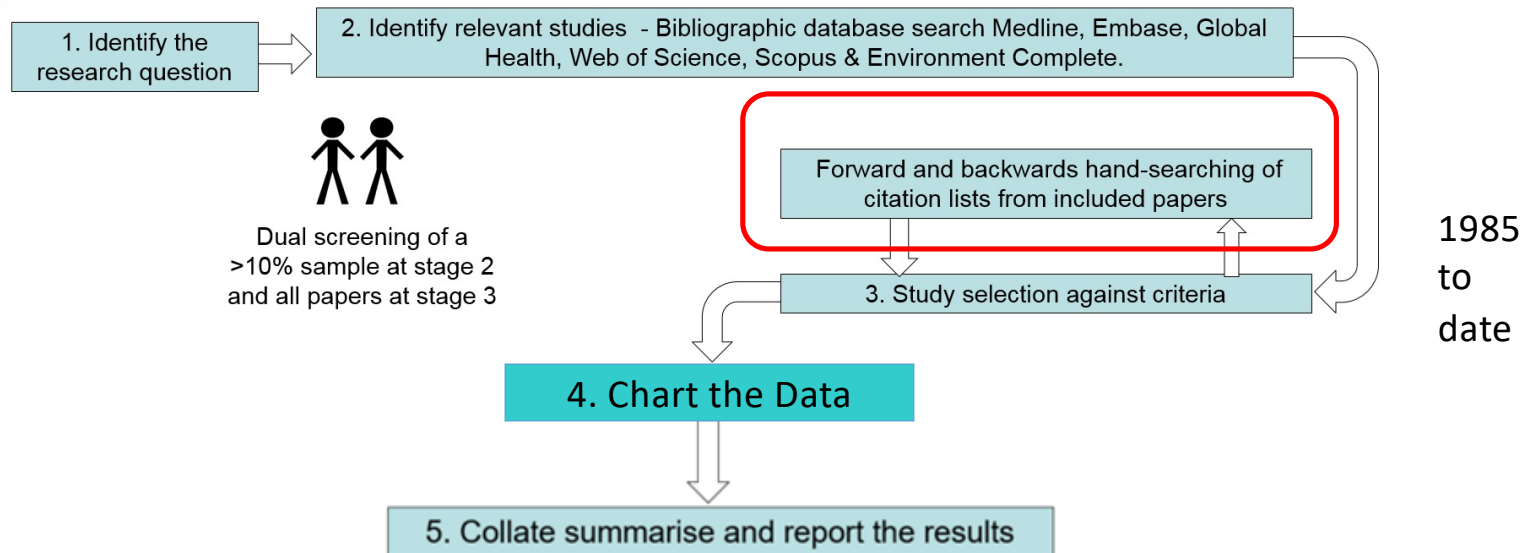 1. Identify the
research question
2. Identify relevant studies  - Bibliographic database search Medline, Embase, Global
Health, Web of Science, Scopus & Environment Complete.
Forward and backwards hand-searching of
citation lists from included papers
Dual screening of a
>10% sample at stage 2
and all papers at stage 3
1985
to
date
3. Study selection against criteria
4. Chart the Data
5. Collate summarise and report the results